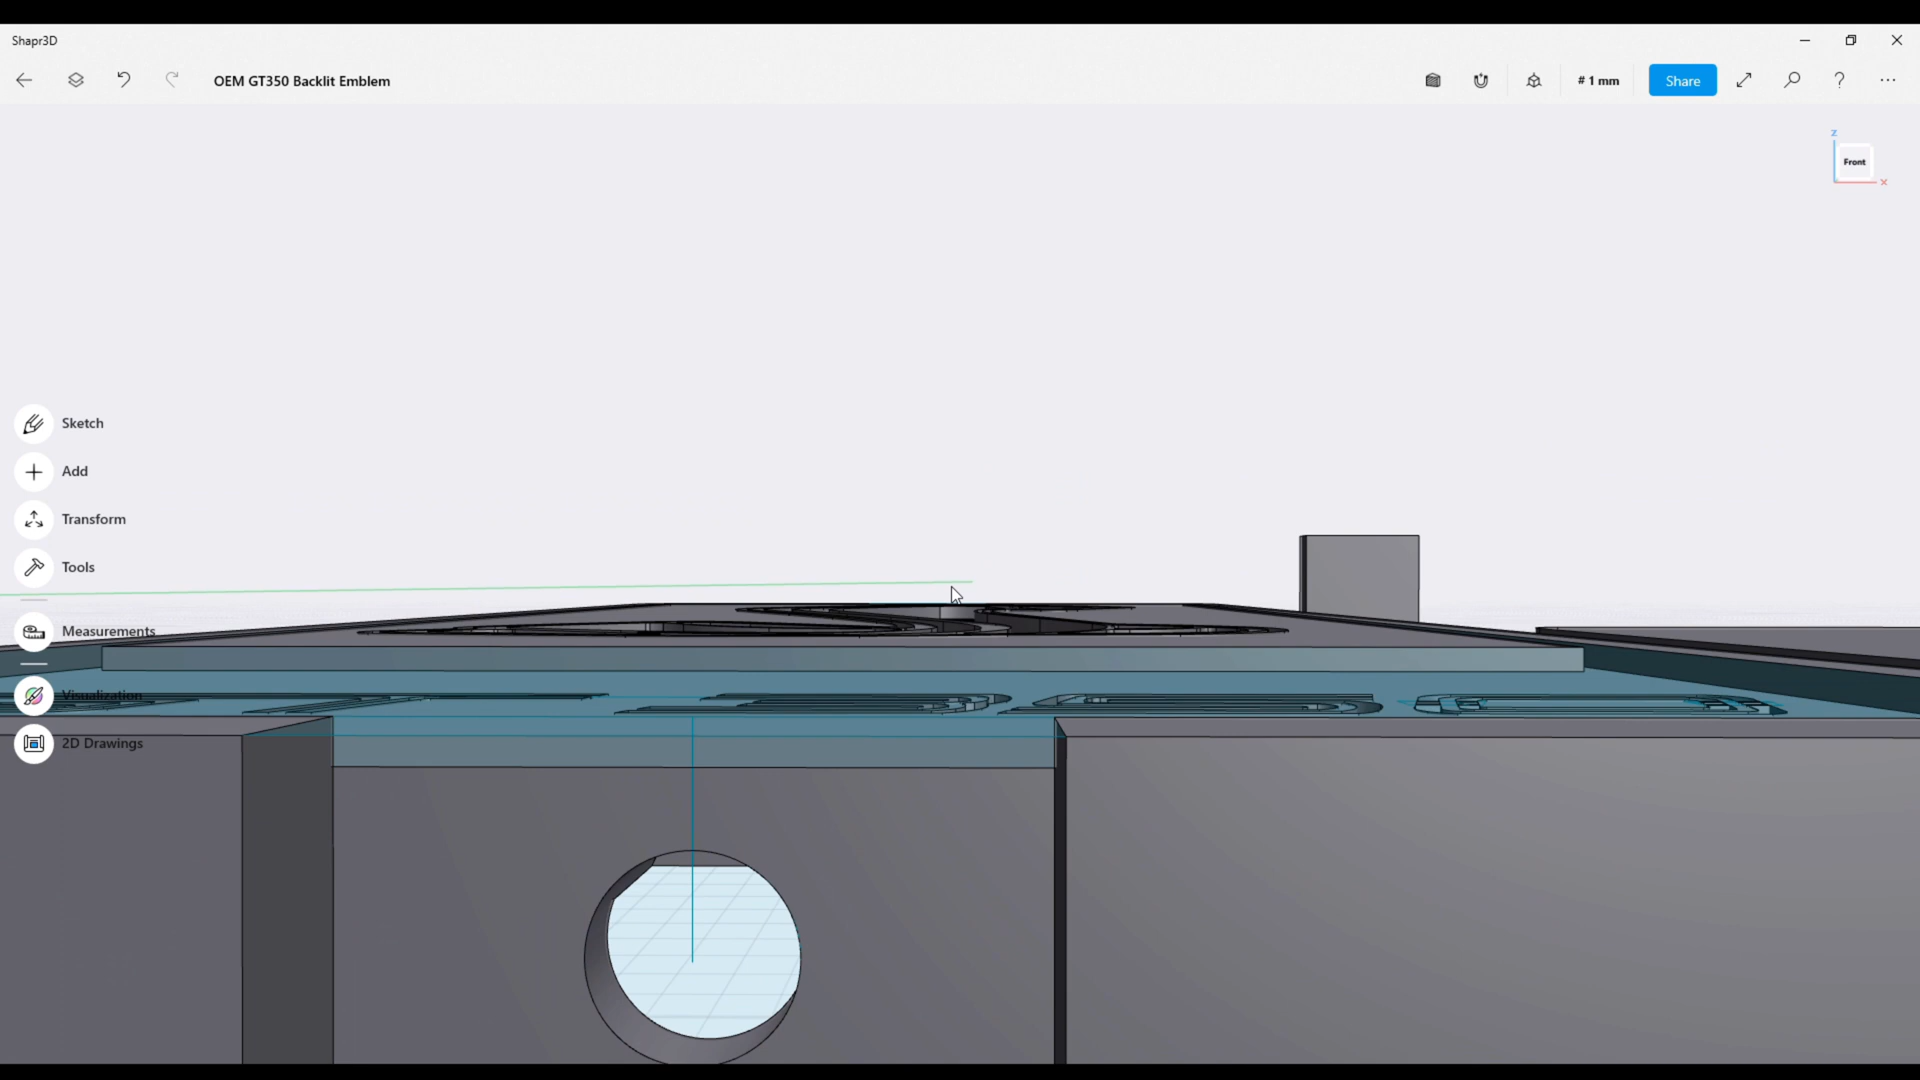 Shapr3D
OEM GT350 Backlit Emblem
# 1 mm
Share
?
Z
Front
X
Sketch
Add
Transform
Tools
Measurements
Visualization
2D Drawings